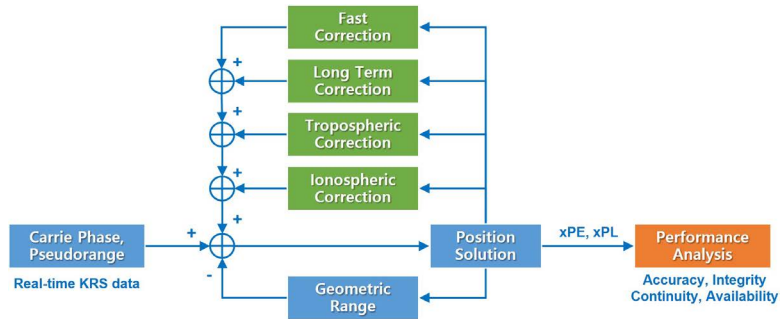 Fast
Correction
+
Long Term
Correction
+
Tropospheric
Correction
+
Ionospheric
Correction
+
+
Carrie Phase,
Pseudorange
Position
Solution
xPE, xPL
Performance
Analysis
-
Real-time KRS data
Geometric
Range
Accuracy, Integrity
Continuity, Availability